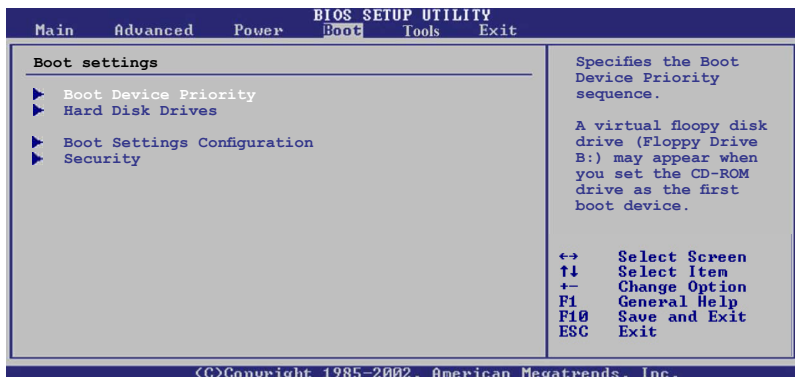 BIOS SETUP UTILITY
Main Advanced Power Boot Tools Exit
Boot settings
Boot Device Priority
Hard Disk Drives
Boot Settings Configuration
Security
Specifies the Boot
Device Priority
sequence.
A virtual floopy disk
drive (Floppy Drive
B:) may appear when
you set the CD-ROM
drive as the first
boot device.
←→ Select Screen
↑↓ Select Item
+- Change Option
F1 General Help
F10 Save and Exit
ESC Exit
(C)Copyright 1985-2002, American Megatrends, Inc.